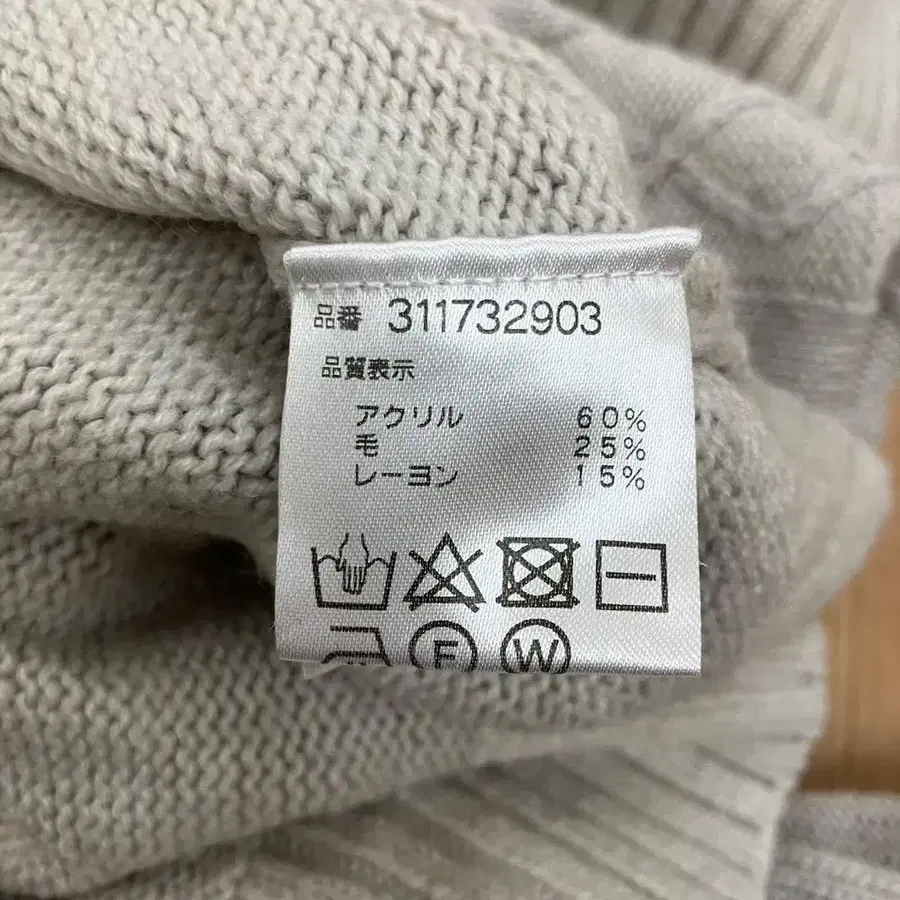 品番 311732903
品質表示
アクリル 60%
毛 25%
レーヨン 15%
F W